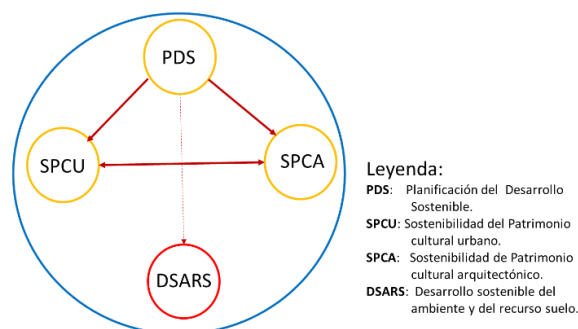 PDS
SPCU
SPCA
DSARS
Leyenda:
PDS: Planificación del Desarrollo
Sostenible.
SPCU: Sostenibilidad del Patrimonio
cultural urbano.
SPCA: Sostenibilidad de Patrimonio
cultural arquitectónico.
DSARS: Desarrollo sostenible del
ambiente y del recurso suelo.